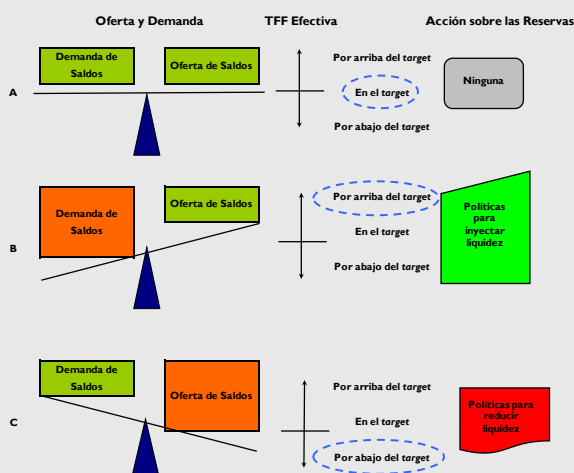 Oferta y Demanda
TFF Efectiva
Acción sobre las Reservas
A
Demanda de
Saldos
Oferta de Saldos
Por arriba del target
En el target
Por abajo del target
Ninguna
B
Demanda de
Saldos
Oferta de Saldos
Por arriba del target
En el target
Por abajo del target
Políticas
para
inyectar
liquidez
C
Demanda de
Saldos
Oferta de Saldos
Por arriba del target
En el target
Por abajo del target
Políticas para
reducir
liquidez